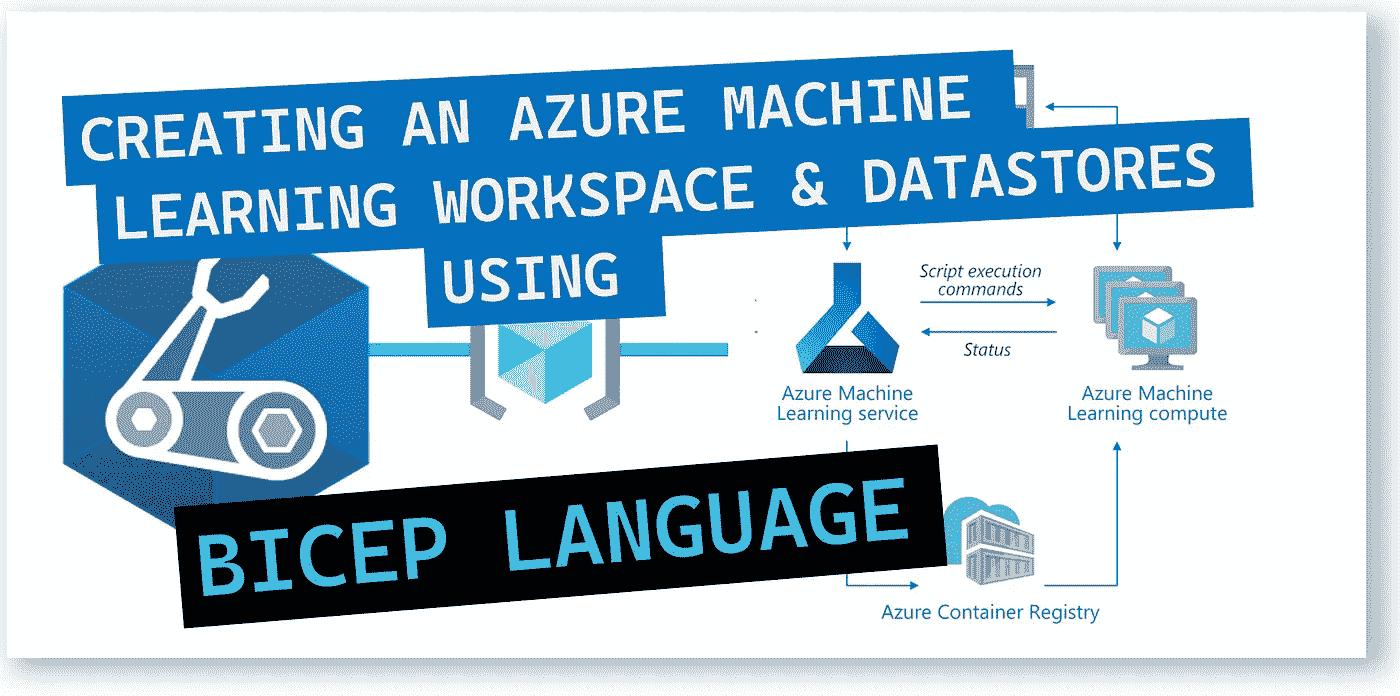 CREATING AN AZURE MACHINE
LEARNING WORKSPACE & DATASTORES
USING
BICEP LANGUAGE
Script execution
commands
Status
Azure Machine
Learning service
Azure Machine
Learning compute
Azure Container Registry